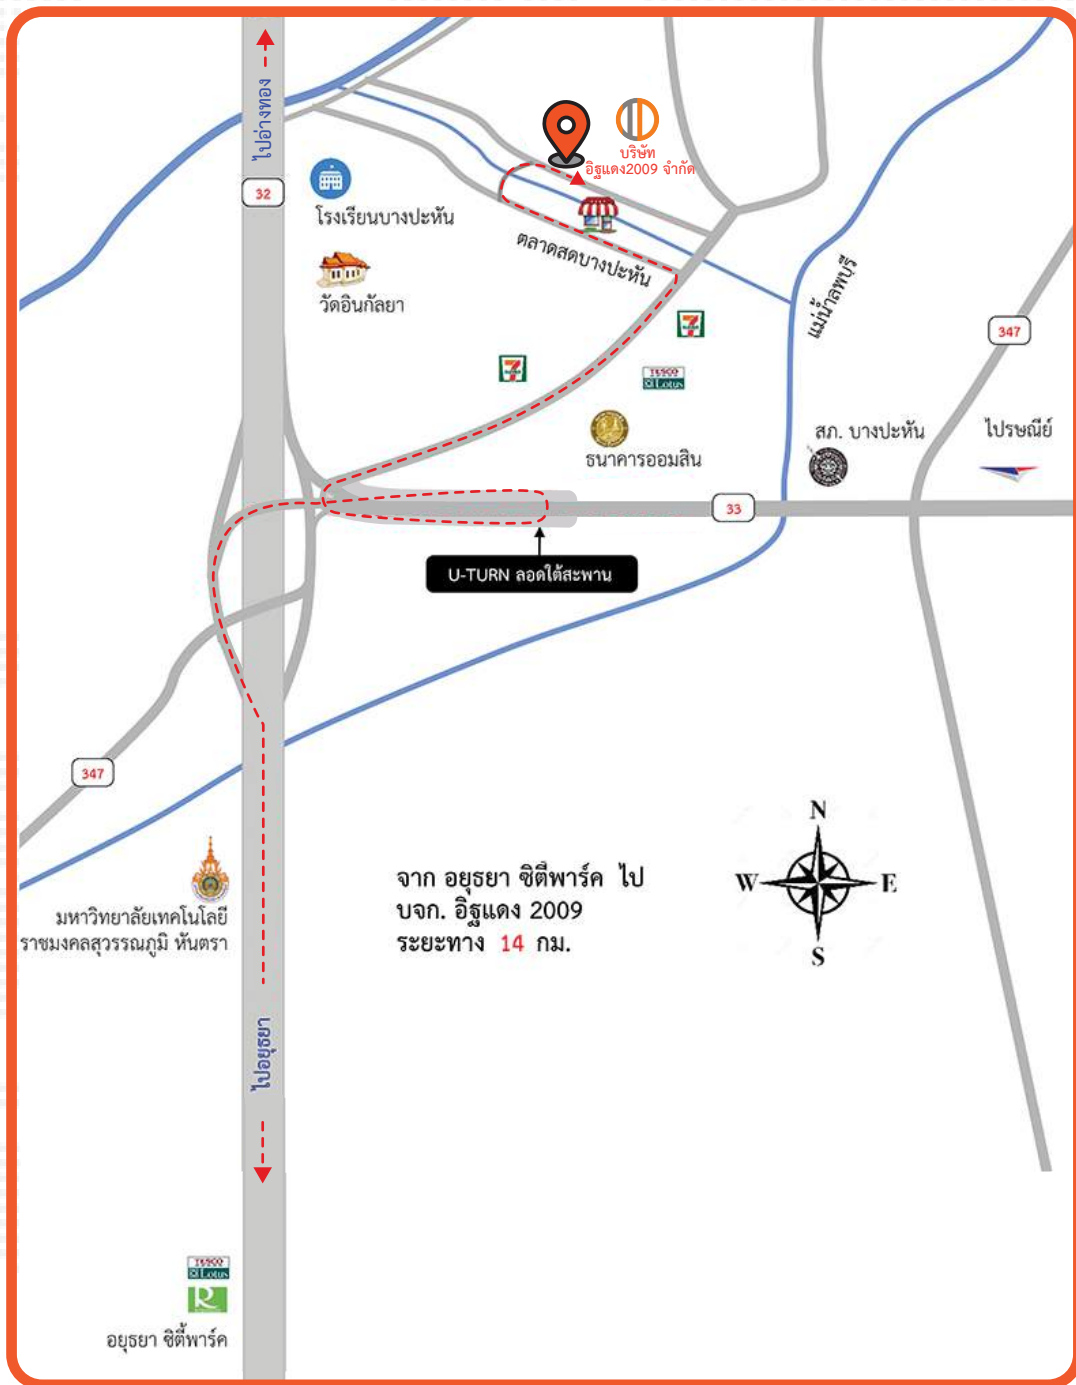 ไปอ่างทอง
32
โรงเรียนบางปะหัน
วัดอินกัลยา
บริษัท
อิฐแดง2009 จำกัด
ตลาดสดบางปะหัน
แม่น้ำลพบุรี
347
7
7
TESCO
Lotus
ธนาคารออมสิน
สภ. บางปะหัน
ไปรษณีย์
33
U-TURN ลอดใต้สะพาน
347
มหาวิทยาลัยเทคโนโลยี
ราชมงคลสุวรรณภูมิ หันตรา
จาก อยุธยา ซิตี้พาร์ค ไป
บจก. อิฐแดง 2009
ระยะทาง 14 กม.
N
W E
S
ไปอยุธยา
TESCO
Lotus
R
อยุธยา ซิตี้พาร์ค